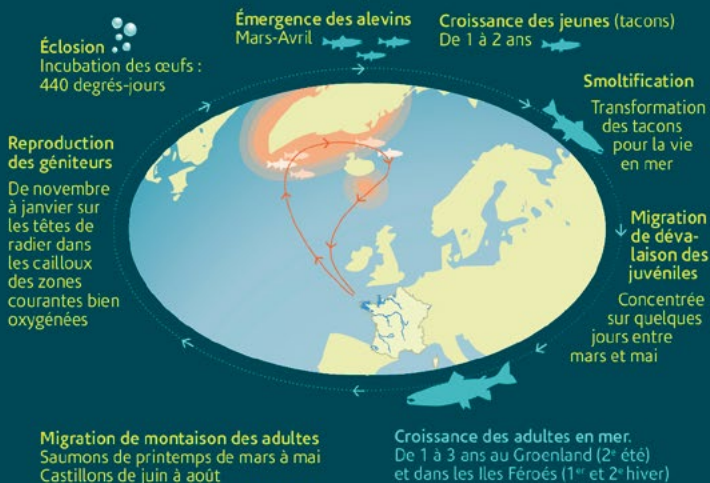 Éclosion
Incubation des œufs :
440 degrés-jours
Émergence des alevins
Mars-Avril
Croissance des jeunes (tacons)
De 1 à 2 ans
Smoltification
Transformation
des tacons
pour la vie
en mer
Migration
de déva-
laison des
juvéniles
Concentrée
sur quelques
jours entre
mars et mai
Croissance des adultes en mer.
De 1 à 3 ans au Groenland (2e été)
et dans les Iles Féroés (1er et 2e hiver)
Migration de montaison des adultes
Saumons de printemps de mars à mai
Castillons de juin à août
Reproduction
des géniteurs
De novembre
à janvier sur
les têtes de
radier dans
les cailloux
des zones
courantes bien
oxygénées